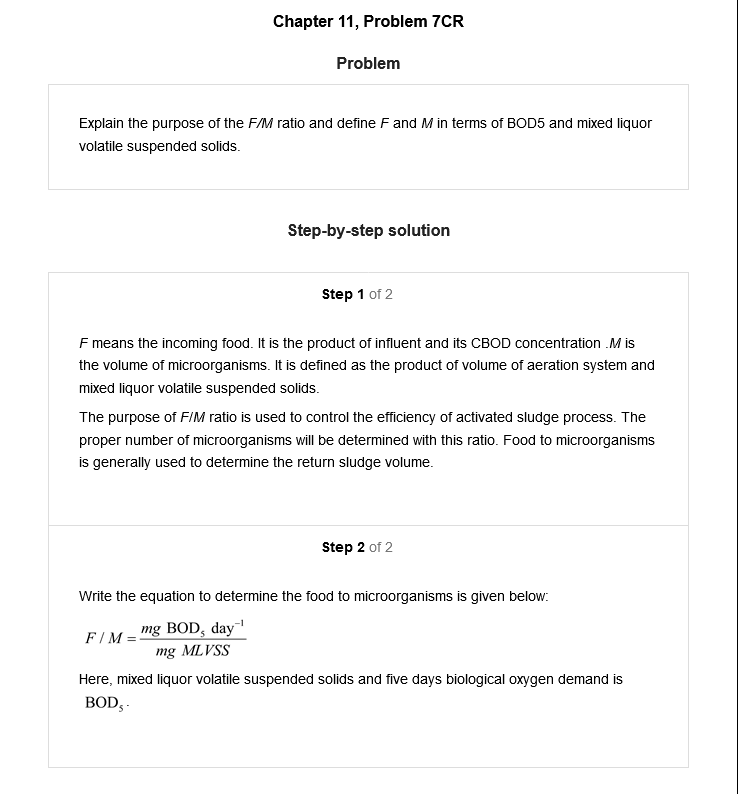 Chapter 11, Problem 7CR
Problem
Explain the purpose of the F/M ratio and define F and M in terms of BOD5 and mixed liquor
volatile suspended solids.
Step-by-step solution
Step 1 of 2
F means the incoming food. It is the product of influent and its CBOD concentration .M is
the volume of microorganisms. It is defined as the product of volume of aeration system and
mixed liquor volatile suspended solids.
The purpose of F/M ratio is used to control the efficiency of activated sludge process. The
proper number of microorganisms will be determined with this ratio. Food to microorganisms
is generally used to determine the return sludge volume.
Step 2 of 2
Write the equation to determine the food to microorganisms is given below:
F / M = mg BOD₅ day⁻¹
mg MLVSS
Here, mixed liquor volatile suspended solids and five days biological oxygen demand is
BOD₅.